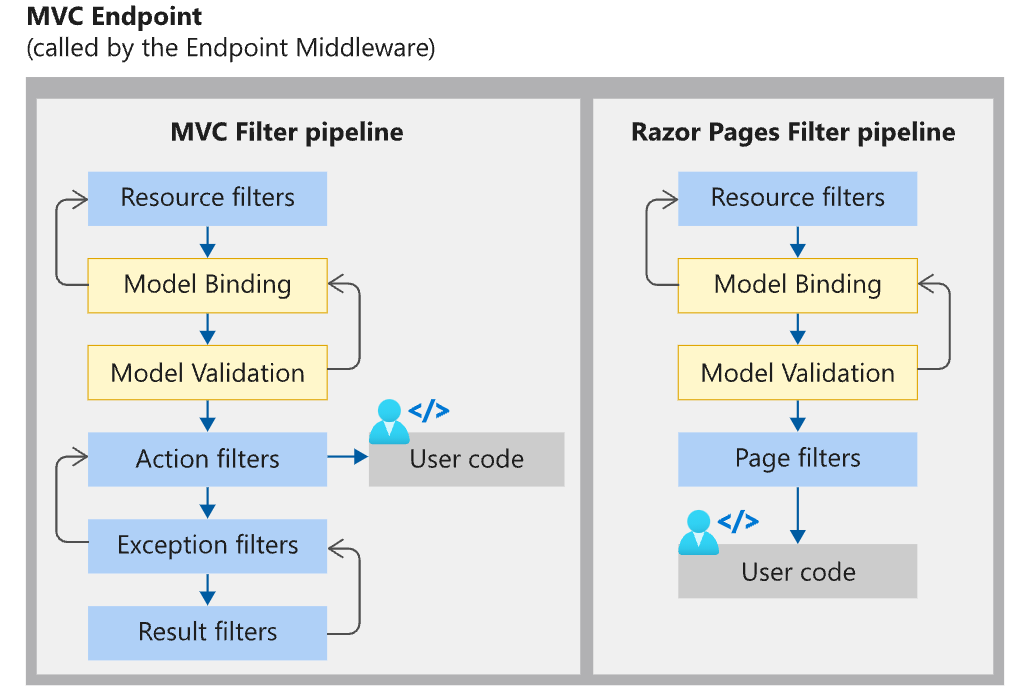 MVC Endpoint
(called by the Endpoint Middleware)
MVC Filter pipeline
Resource filters
Model Binding
Model Validation
Action filters
</>
User code
Exception filters
Result filters
Razor Pages Filter pipeline
Resource filters
Model Binding
Model Validation
Page filters
</>
User code